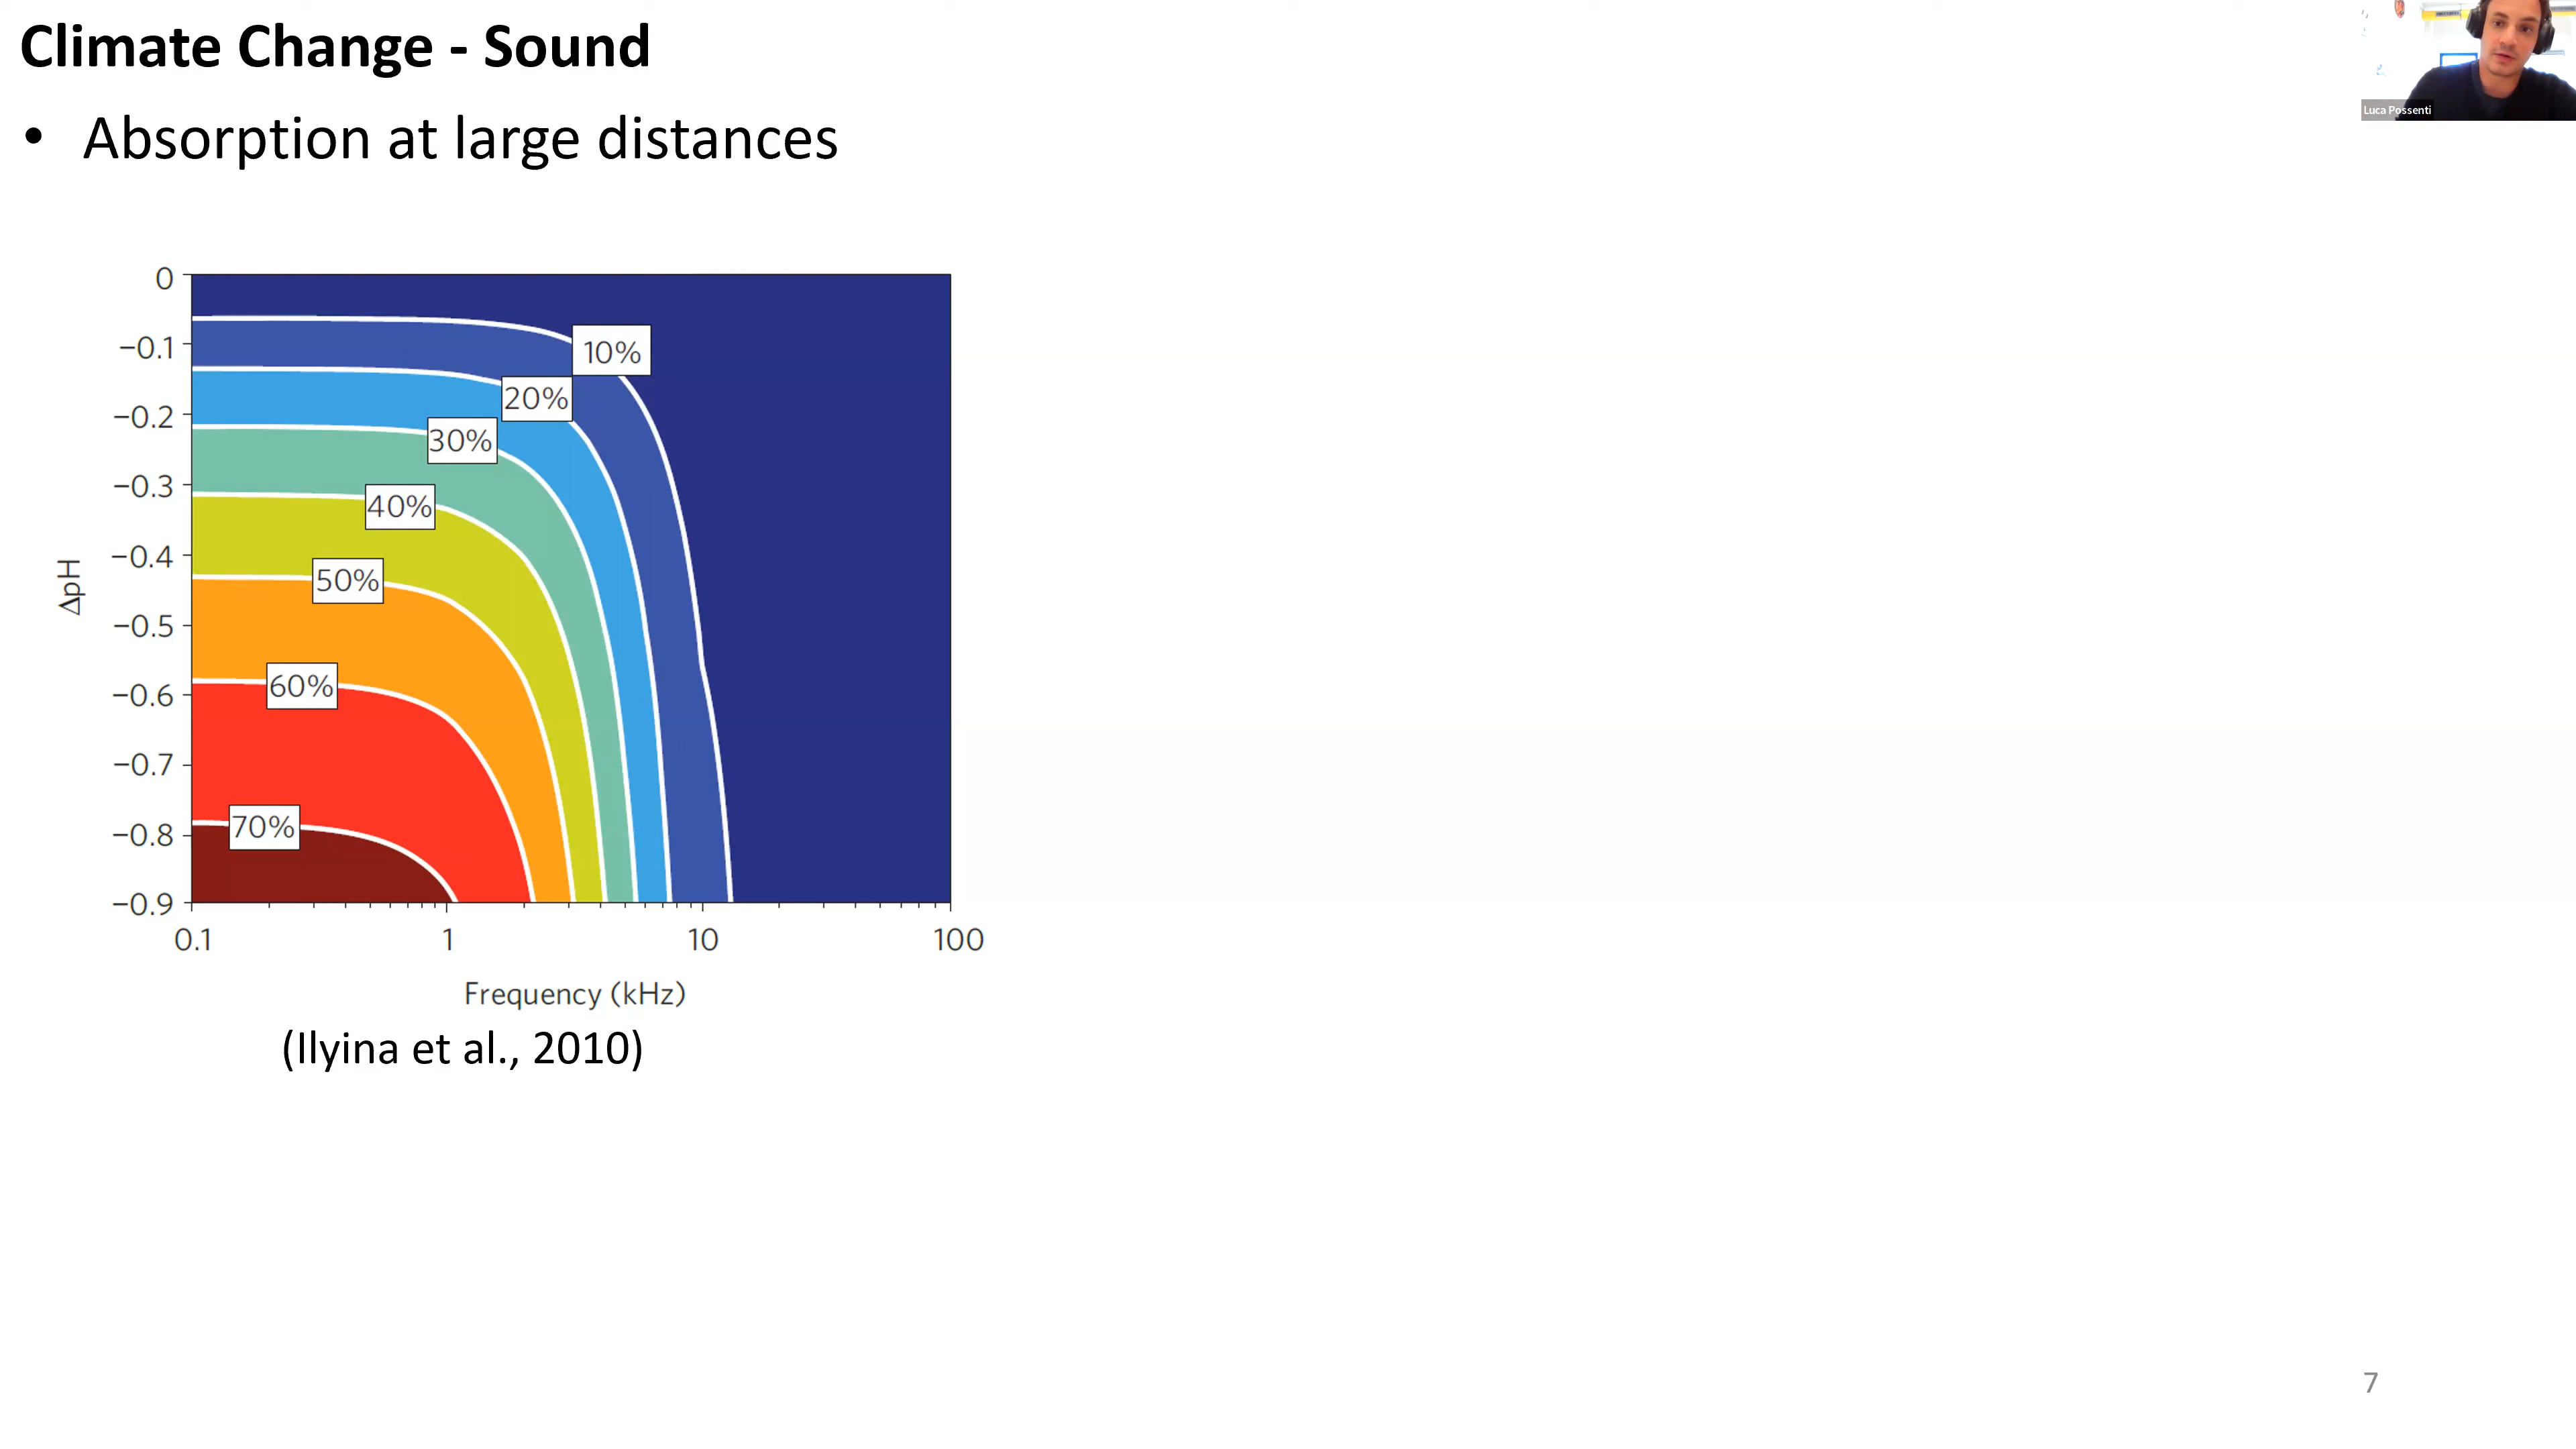 Climate Change - Sound
Luca Possenti
• Absorption at large distances
0
−0.1
10%
20%
−0.2
30%
−0.3
40%
−0.4
50%
ΔpH
−0.5
60%
−0.6
−0.7
70%
−0.8
−0.9
0.1 1 10 100
Frequency (kHz)
(Ilyina et al., 2010)
7